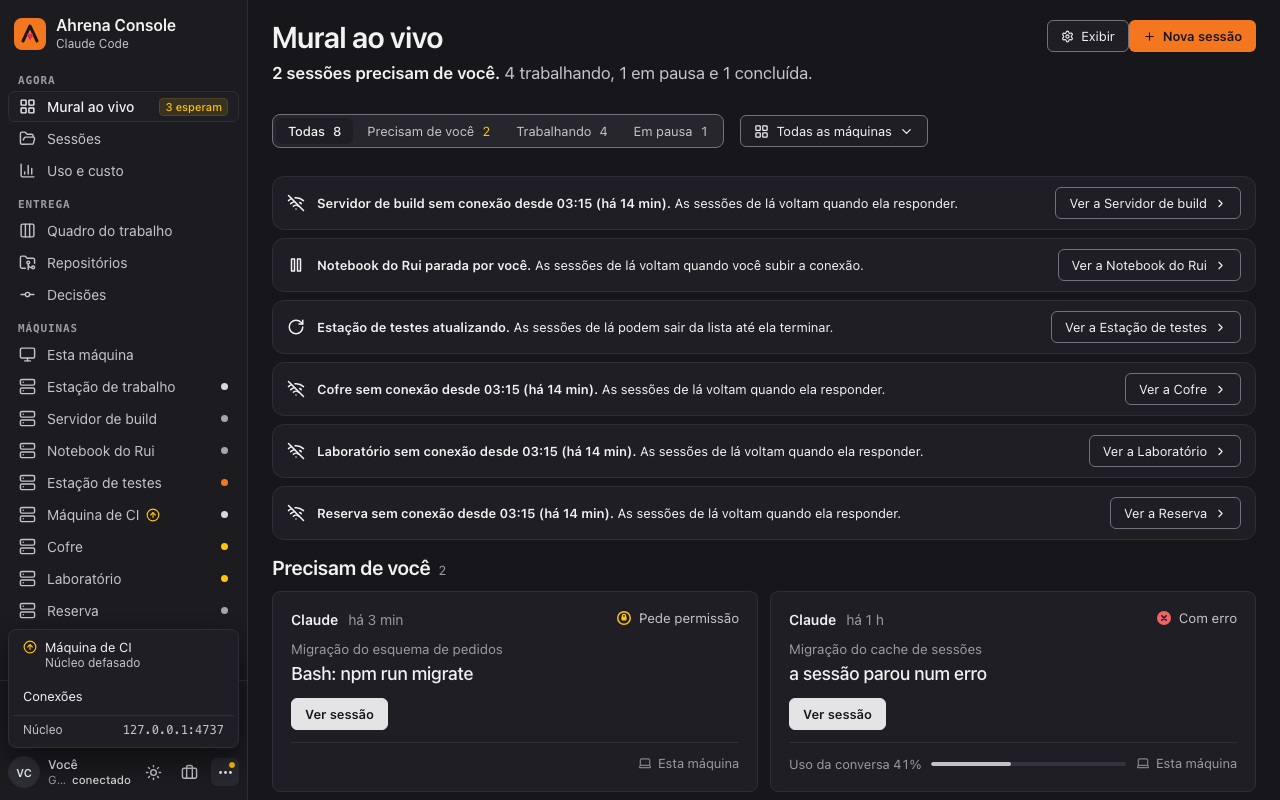 Ahrena Console
Claude Code
AGORA
Mural ao vivo 3 esperam
Sessões
Uso e custo
ENTREGA
Quadro do trabalho
Repositórios
Decisões
MÁQUINAS
Esta máquina
Estação de trabalho
Servidor de build
Notebook do Rui
Estação de testes
Máquina de CI
Cofre
Laboratório
Reserva
Máquina de CI
Núcleo defasado
Conexões
Núcleo 127.0.0.1:4737
VC Você
G... conectado
Mural ao vivo
Exibir
Nova sessão
2 sessões precisam de você. 4 trabalhando, 1 em pausa e 1 concluída.
Todas 8 Precisam de você 2 Trabalhando 4 Em pausa 1
Todas as máquinas
Servidor de build sem conexão desde 03:15 (há 14 min). As sessões de lá voltam quando ela responder.
Ver a Servidor de build
Notebook do Rui parada por você. As sessões de lá voltam quando você subir a conexão.
Ver a Notebook do Rui
Estação de testes atualizando. As sessões de lá podem sair da lista até ela terminar.
Ver a Estação de testes
Cofre sem conexão desde 03:15 (há 14 min). As sessões de lá voltam quando ela responder.
Ver a Cofre
Laboratório sem conexão desde 03:15 (há 14 min). As sessões de lá voltam quando ela responder.
Ver a Laboratório
Reserva sem conexão desde 03:15 (há 14 min). As sessões de lá voltam quando ela responder.
Ver a Reserva
Precisam de você 2
Claude há 3 min Pede permissão
Migração do esquema de pedidos
Bash: npm run migrate
Ver sessão
Esta máquina
Claude há 1 h Com erro
Migração do cache de sessões
a sessão parou num erro
Ver sessão
Uso da conversa 41% Esta máquina